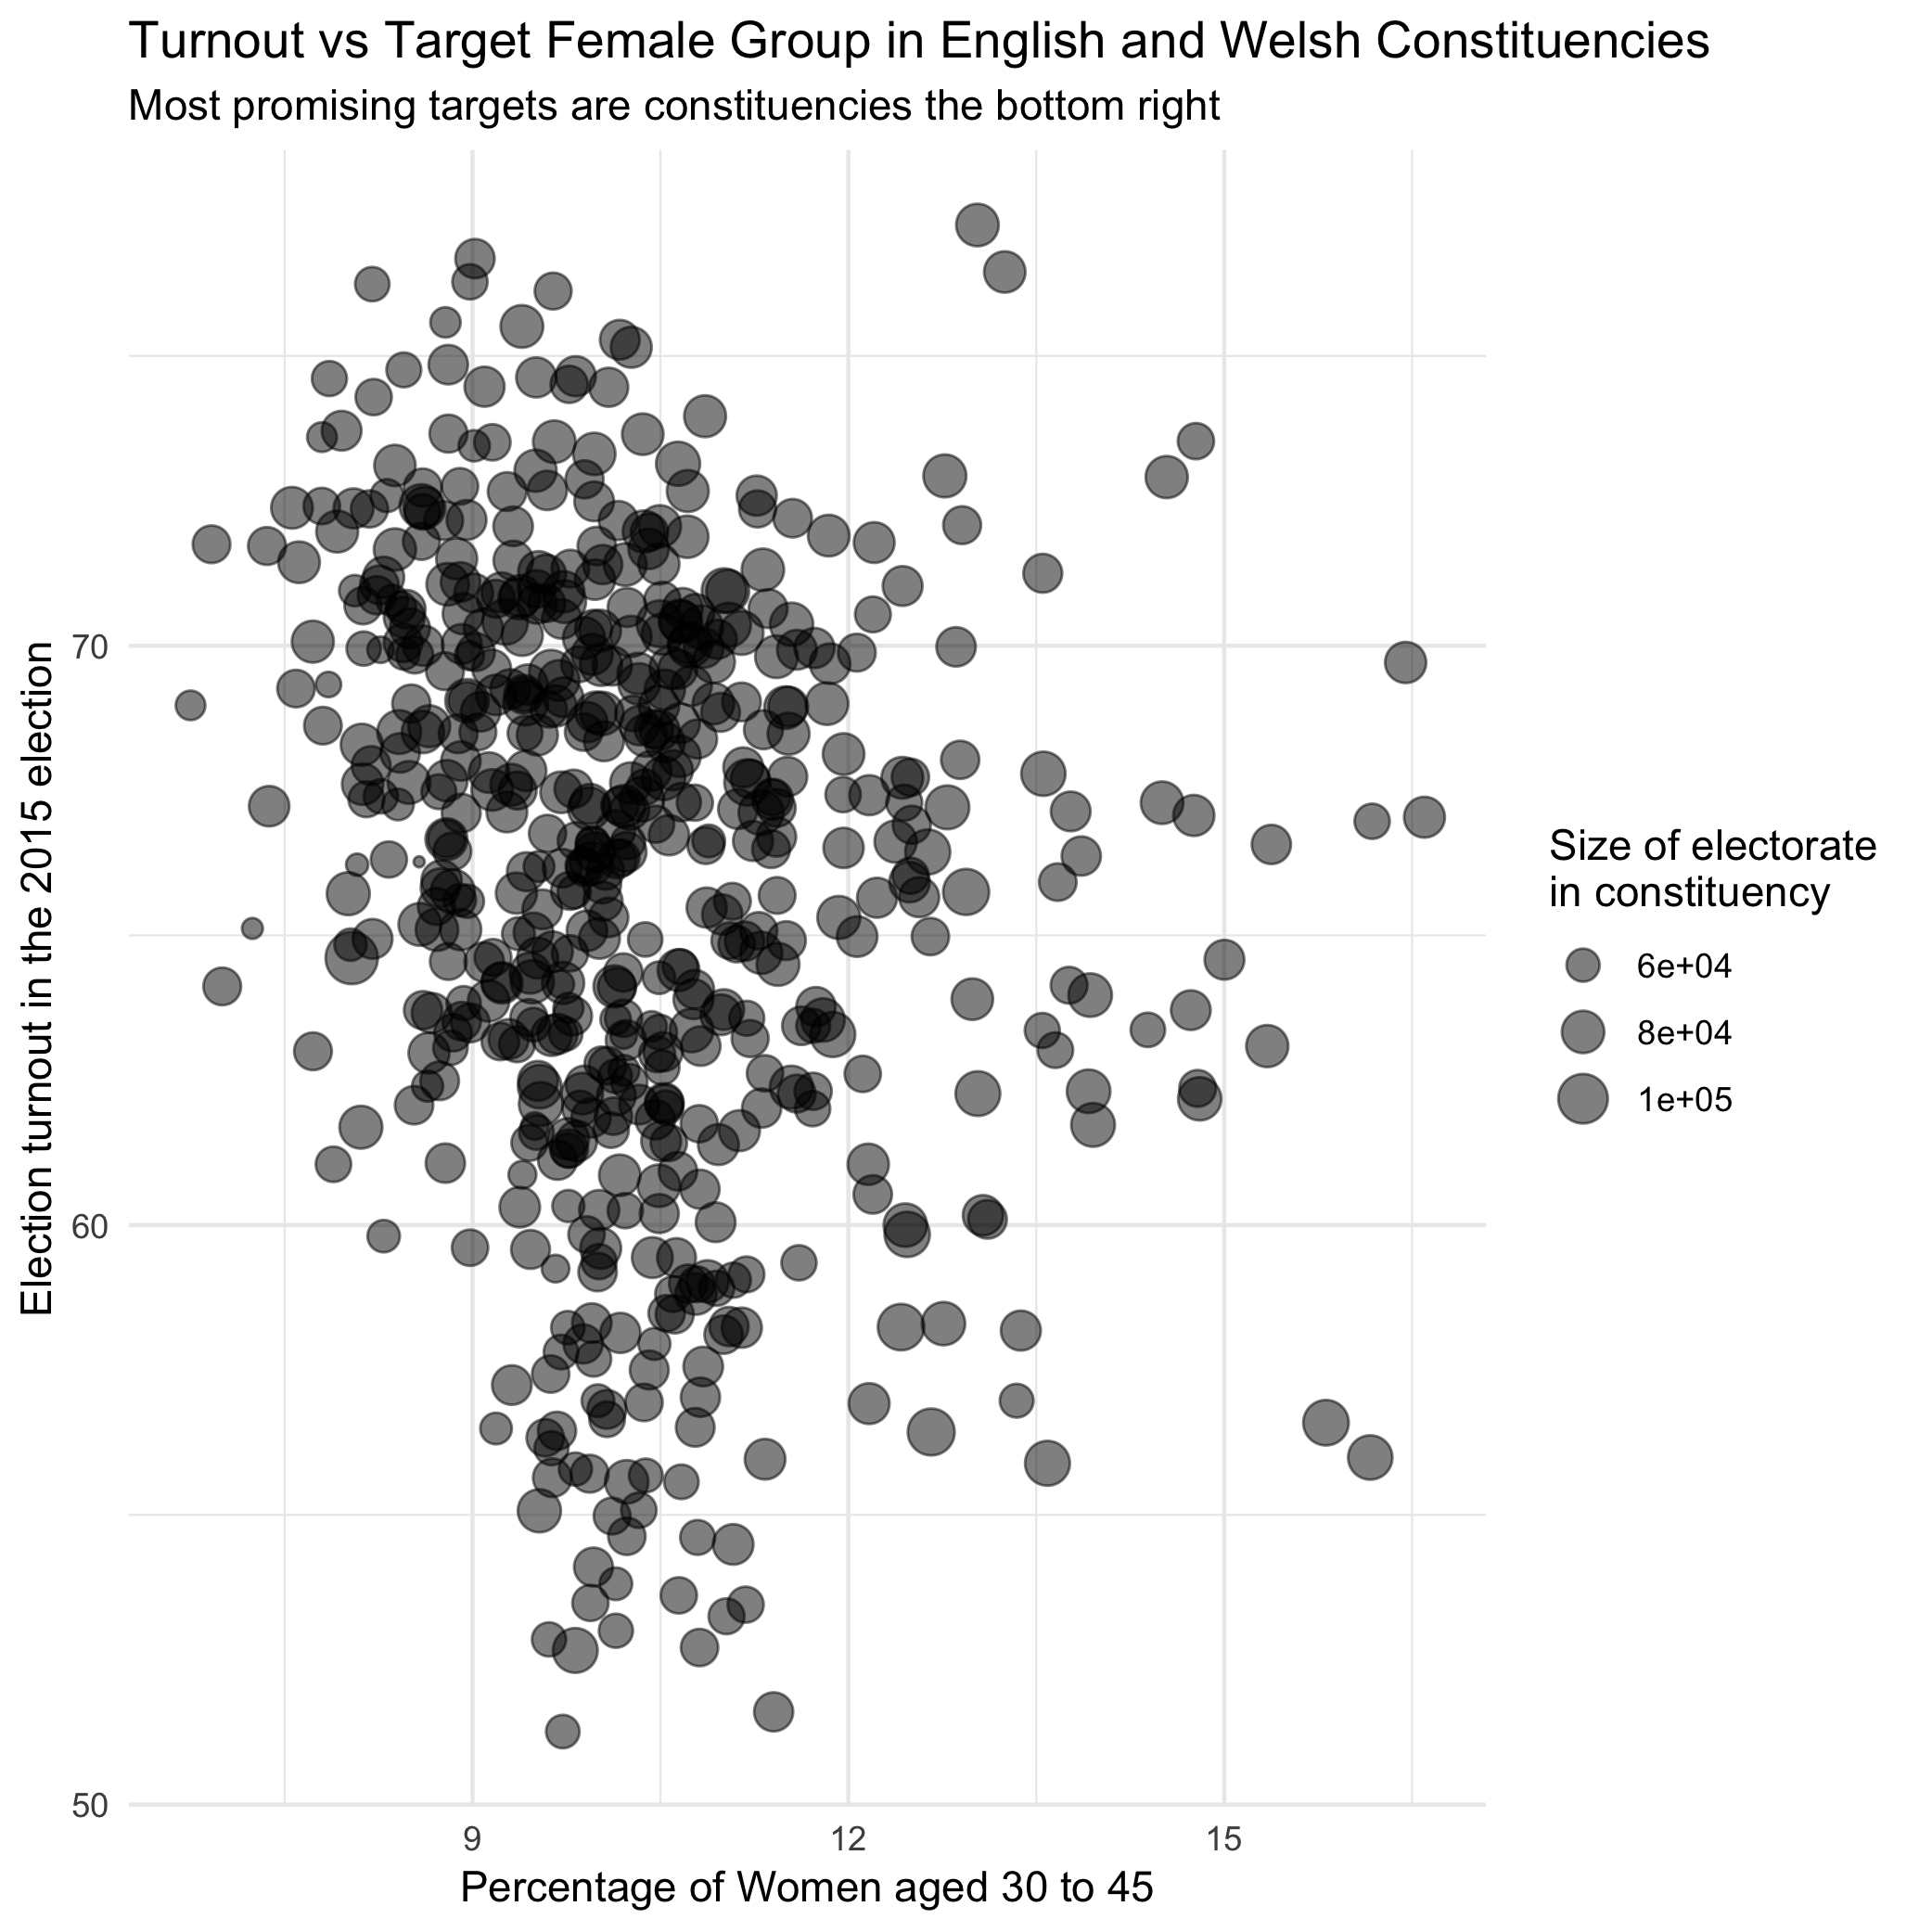 Turnout vs Target Female Group in English and Welsh Constituencies
Most promising targets are constituencies the bottom right
Election turnout in the 2015 election
70
60
50
9
12
15
Percentage of Women aged 30 to 45
Size of electorate
in constituency
6e+04
8e+04
1e+05